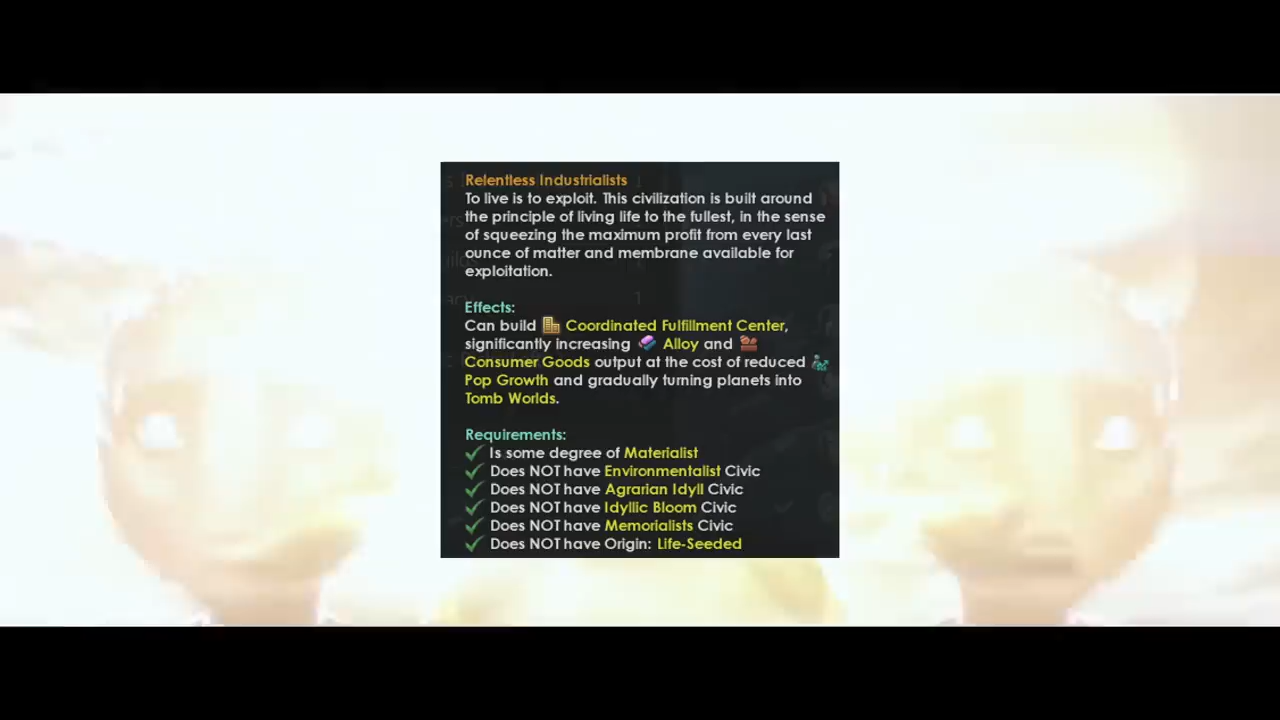 Relentless Industrialists
To live is to exploit. This civilization is built around
the principle of living life to the fullest, in the sense
of squeezing the maximum profit from every last
ounce of matter and membrane available for
exploitation.
Effects:
Can build Coordinated Fulfillment Center,
significantly increasing Alloy and
Consumer Goods output at the cost of reduced
Pop Growth and gradually turning planets into
Tomb Worlds.
Requirements:
Is some degree of Materialist
Does NOT have Environmentalist Civic
Does NOT have Agrarian Idyll Civic
Does NOT have Idyllic Bloom Civic
Does NOT have Memorialists Civic
Does NOT have Origin: Life-Seeded